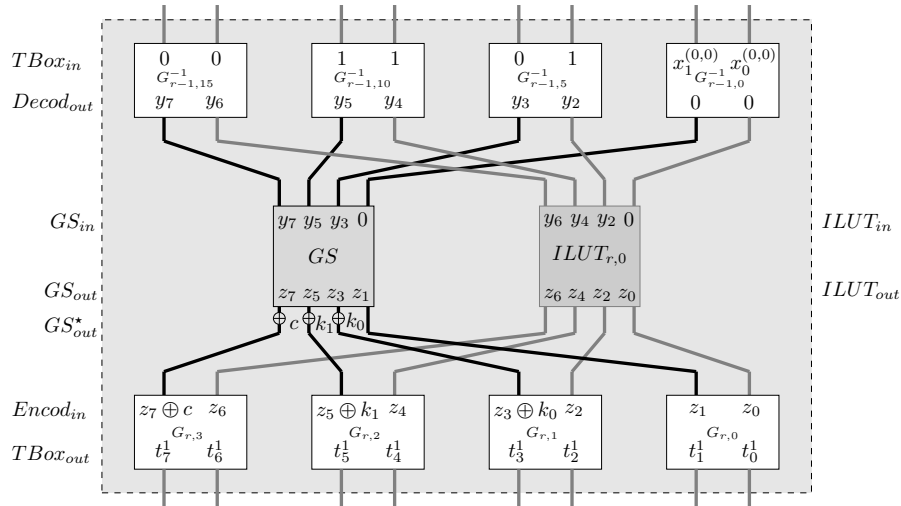 TBox_in 0 0 1 1 0 1 x_1^{(0,0)} x_0^{(0,0)}
G_{r-1,15}^{-1} G_{r-1,10}^{-1} G_{r-1,5}^{-1} G_{r-1,0}^{-1}
Decod_out y_7 y_6 y_5 y_4 y_3 y_2 0 0
GS_in y_7 y_5 y_3 0 y_6 y_4 y_2 0 ILUT_in
GS ILUT_{r,0}
GS_out z_7 z_5 z_3 z_1 z_6 z_4 z_2 z_0 ILUT_out
GS_out^⋆ ⊕ c ⊕ k_1 ⊕ k_0
Encod_in z_7 ⊕ c z_6 z_5 ⊕ k_1 z_4 z_3 ⊕ k_0 z_2 z_1 z_0
G_{r,3} G_{r,2} G_{r,1} G_{r,0}
TBox_out t_7^1 t_6^1 t_5^1 t_4^1 t_3^1 t_2^1 t_1^1 t_0^1